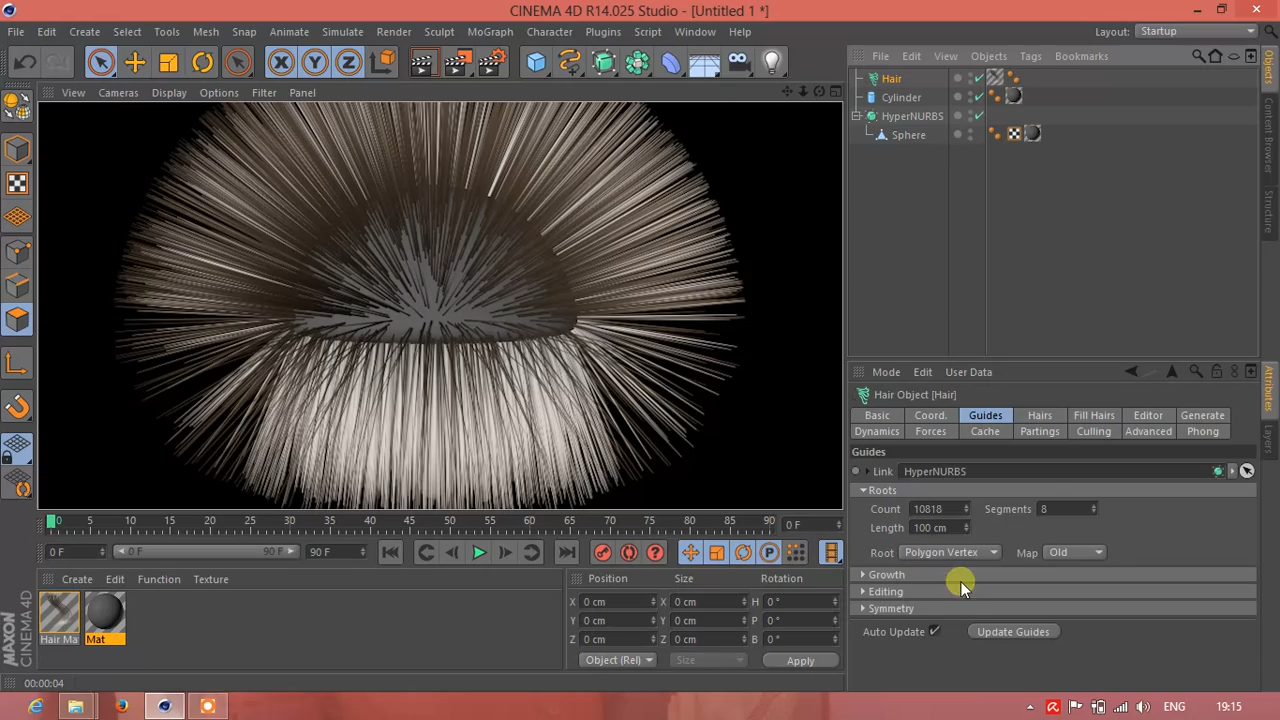 CINEMA 4D R14.025 Studio - [Untitled 1 *]
File Edit Create Select Tools Mesh Snap Animate Simulate Render Sculpt MoGraph Character Plugins Script Window Help
Layout: Startup
X Y Z
View Cameras Display Options Filter Panel
File Edit View Objects Tags Bookmarks
Hair
Cylinder
HyperNURBS
Sphere
Objects
Content Browser
Structure
Mode Edit User Data
Hair Object [Hair]
Basic Coord. Guides Hairs Fill Hairs Editor Generate
Dynamics Forces Cache Partings Culling Advanced Phong
Guides
Link HyperNURBS
Roots
Count 10818 Segments 8
Length 100 cm
Root Polygon Vertex Map Old
Growth
Editing
Symmetry
Auto Update Update Guides
Attributes
Layers
0 5 10 15 20 25 30 35 40 45 50 55 60 65 70 75 80 85 90 0 F
0 F 0 F 90 F 90 F
P
Create Edit Function Texture
Hair Ma Mat
Position Size Rotation
X 0 cm X 0 cm H 0 °
Y 0 cm Y 0 cm P 0 °
Z 0 cm Z 0 cm B 0 °
Object (Rel) Size Apply
MAXON
CINEMA 4D
00:00:04
ENG 19:15